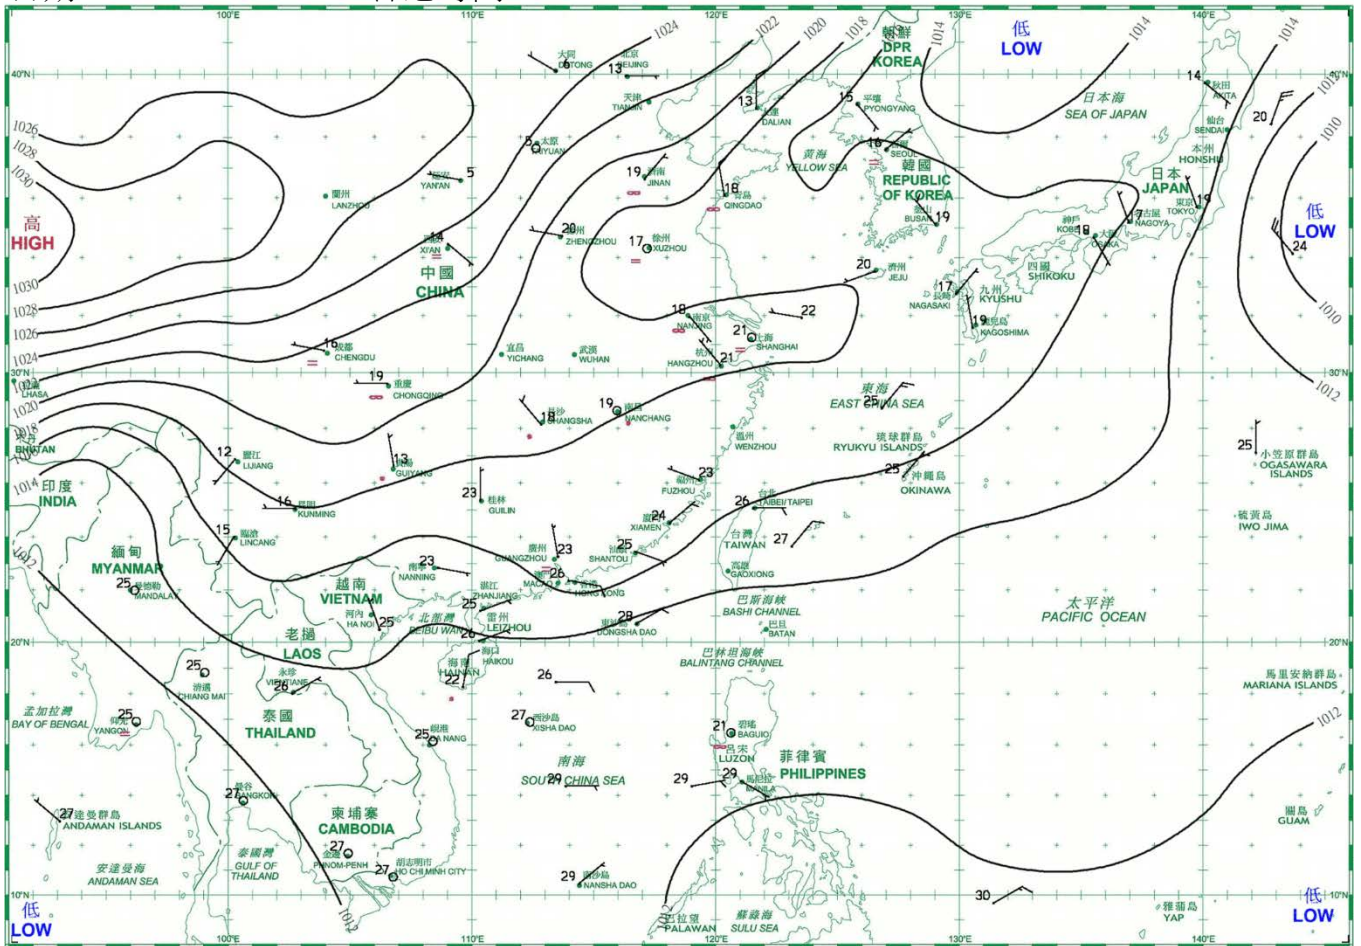 100°E
120°E
130°E
140°E
1024
1022
1020
1018
1014
1014
1014
低
LOW
朝鮮
DPR
KOREA
大同
DATONG
北京
BEIJING
13
40°N
40°N
天津
TIANJIN
13
大連
DALIAN
15
平壤
PYONGYANG
日本海
SEA OF JAPAN
14
秋田
AKITA
仙台
SENDAI
20
1010
1026
1028
1030
5
太原
TAIYUAN
5
YAN'AN
19
濟南
JINAN
黃海
YELLOW SEA
16
SEOUL
韓國
REPUBLIC
OF KOREA
本州
HONSHU
日本
JAPAN
蘭州
LANZHOU
18
青島
QINGDAO
釜山
BUSAN
19
神戶
KOBE
18
大阪
OSAKA
名古屋
NAGOYA
東京
TOKYO
19
高
HIGH
14
XI'AN
20
ZHENGZHOU
17
徐州
XUZHOU
低
LOW
24
中國
CHINA
20
濟州
JEJU
四國
SHIKOKU
1030
1028
1026
1024
17
長崎
NAGASAKI
九州
KYUSHU
19
鹿兒島
KAGOSHIMA
1010
18
南京
NANJING
22
21
上海
SHANGHAI
16
成都
CHENGDU
宜昌
YICHANG
武漢
WUHAN
杭州
HANGZHOU
21
30°N
30°N
LHASA
1020
1018
19
重慶
CHONGQING
東海
EAST CHINA SEA
25
1012
18
長沙
CHANGSHA
19
南昌
NANCHANG
溫州
WENZHOU
琉球群島
RYUKYU ISLANDS
25
沖繩島
OKINAWA
25
小笠原群島
OGASAWARA
ISLANDS
BHUTAN
12
麗江
LIJIANG
13
GUIYANG
1014
印度
INDIA
23
桂林
GUILIN
23
福州
FUZHOU
16
昆明
KUNMING
26
台北
TAIBEI/TAIPEI
硫黃島
IWO JIMA
15
臨滄
LINCANG
24
廈門
XIAMEN
27
台灣
TAIWAN
1012
緬甸
MYANMAR
23
南寧
NANNING
廣州
GUANGZHOU
23
25
汕頭
SHANTOU
高雄
GAOXIONG
25
曼德勒
MANDALAY
越南
VIETNAM
湛江
ZHANJIANG
26
MACAO
香港
HONG KONG
太平洋
PACIFIC OCEAN
河內
HA NOI
25
北部灣
BEIBU WAN
25
雷州
LEIZHOU
28
東沙島
DONGSHA DAO
巴斯海峽
BASHI CHANNEL
巴旦
BATAN
老撾
LAOS
26
海口
HAIKOU
20°N
20°N
25
清邁
CHIANG MAI
永珍
VIENTIANE
26
海南
HAINAN
22
26
巴林坦海峽
BALINTANG CHANNEL
馬里安納群島
MARIANA ISLANDS
孟加拉灣
BAY OF BENGAL
25
仰光
YANGON
泰國
THAILAND
25
峴港
DA NANG
27
西沙島
XISHA DAO
21
碧瑤
BAGUIO
呂宋
LUZON
1012
南海
SOUTH CHINA SEA
29
29
29
馬尼拉
MANILA
菲律賓
PHILIPPINES
27
曼谷
BANGKOK
27
安達曼群島
ANDAMAN ISLANDS
柬埔寨
CAMBODIA
關島
GUAM
27
金邊
PHNOM-PENH
泰國灣
GULF OF
THAILAND
27
胡志明市
HO CHI MINH CITY
安達曼海
ANDAMAN SEA
29
南沙島
NANSHA DAO
10°N
10°N
30
低
LOW
1012
巴拉望
PALAWAN
蘇祿海
SULU SEA
雅蒲島
YAP
低
LOW
100°E
110°E
120°E
130°E
140°E